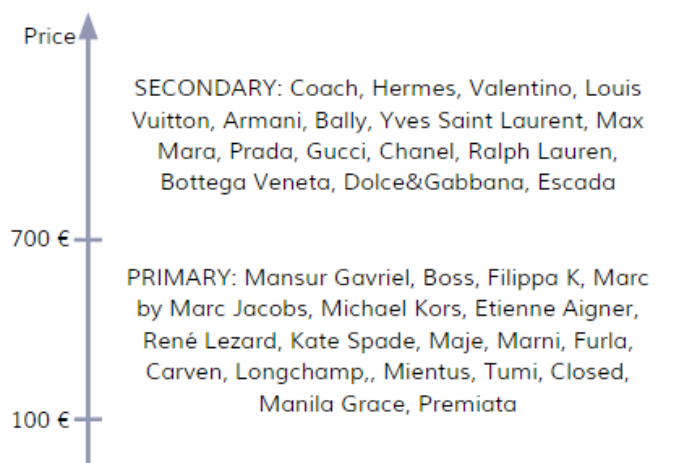 Price
SECONDARY: Coach, Hermes, Valentino, Louis
Vuitton, Armani, Bally, Yves Saint Laurent, Max
Mara, Prada, Gucci, Chanel, Ralph Lauren,
Bottega Veneta, Dolce&Gabbana, Escada
700 €
PRIMARY: Mansur Gavriel, Boss, Filippa K, Marc
by Marc Jacobs, Michael Kors, Etienne Aigner,
René Lezard, Kate Spade, Maje, Marni, Furla,
Carven, Longchamp,, Mientus, Tumi, Closed,
Manila Grace, Premiata
100 €